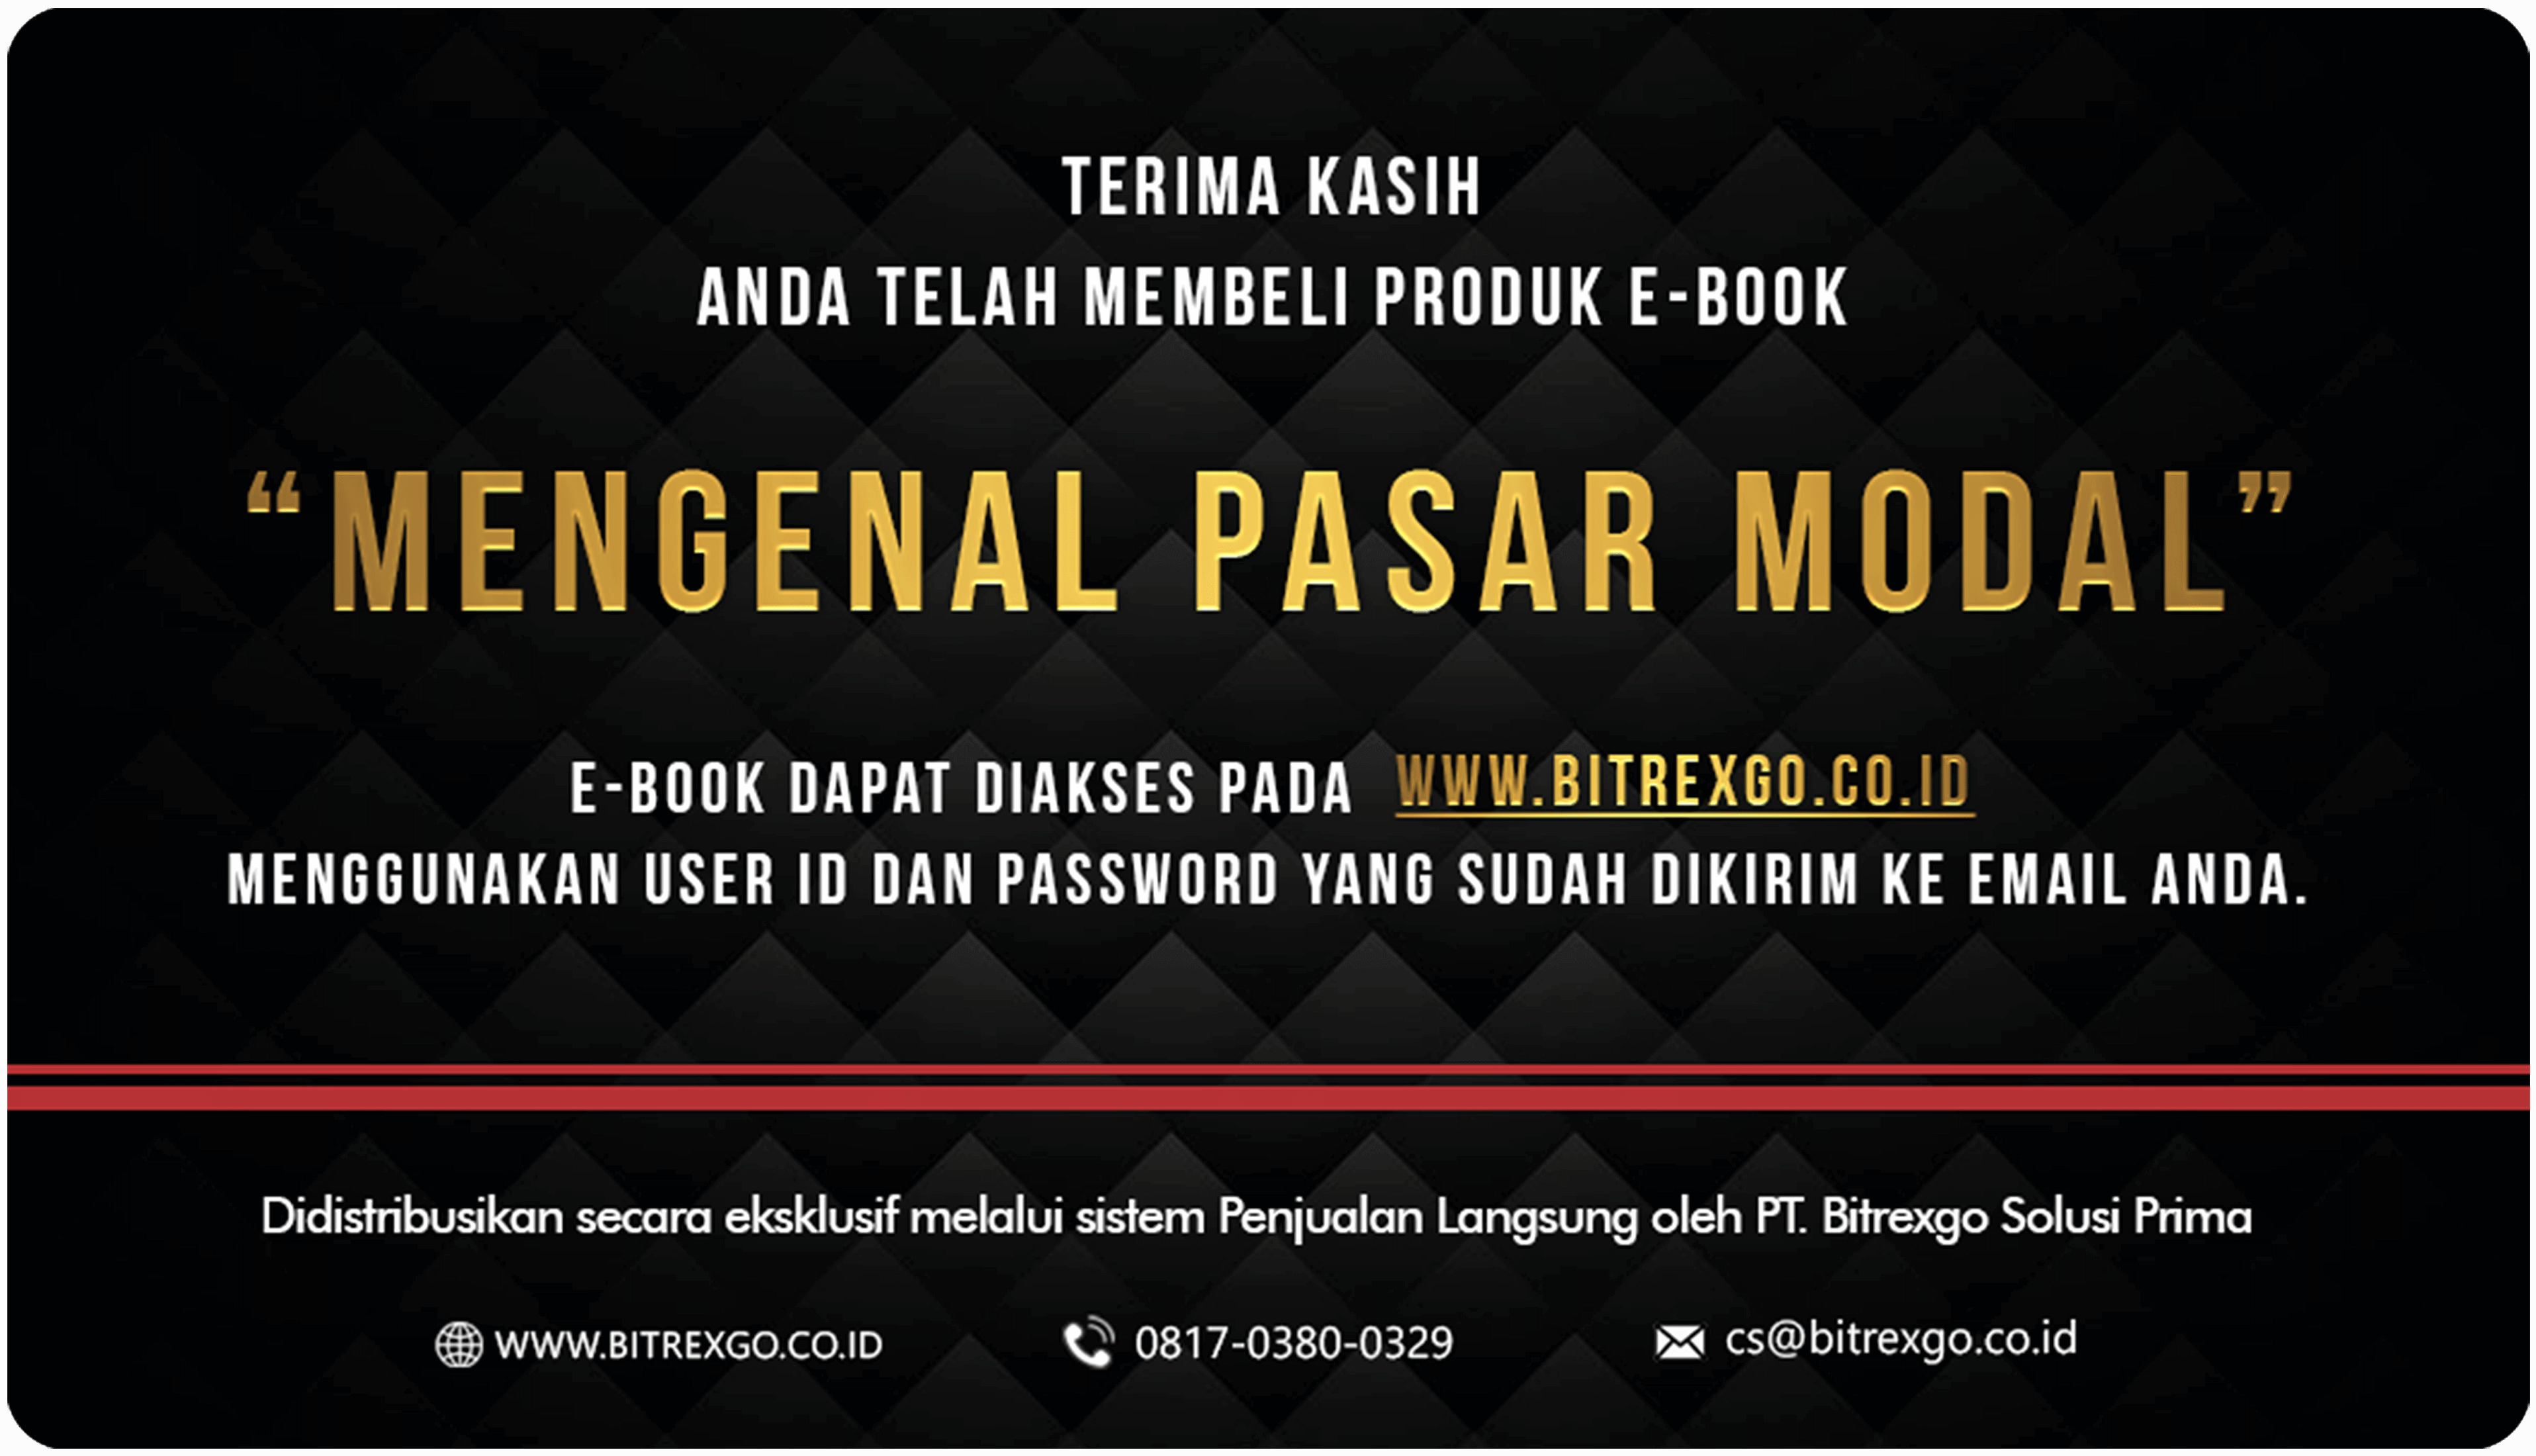 TERIMA KASIH
ANDA TELAH MEMBELI PRODUK E-BOOK
“MENGENAL PASAR MODAL”
E-BOOK DAPAT DIAKSES PADA WWW.BITREXGO.CO.ID
MENGGUNAKAN USER ID DAN PASSWORD YANG SUDAH DIKIRIM KE EMAIL ANDA.
Didistribusikan secara eksklusif melalui sistem Penjualan Langsung oleh PT. Bitrexgo Solusi Prima
WWW.BITREXGO.CO.ID 0817-0380-0329 cs@bitrexgo.co.id